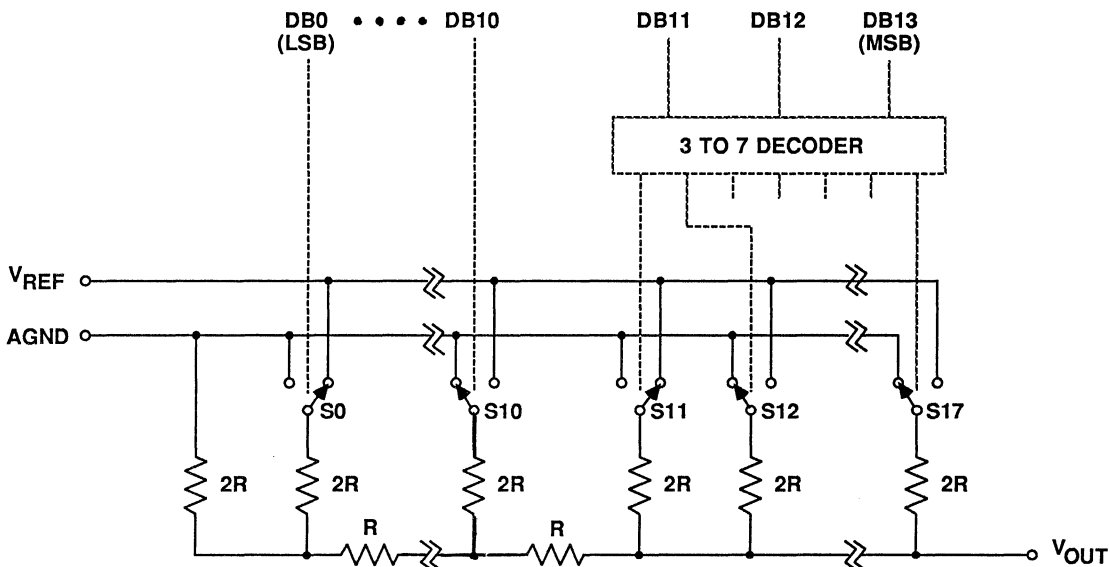 DB0 • • • • DB10 DB11 DB12 DB13
(LSB) (MSB)
3 TO 7 DECODER
VREF
AGND
S0 S10 S11 S12 S17
2R 2R 2R 2R 2R 2R
R R
VOUT